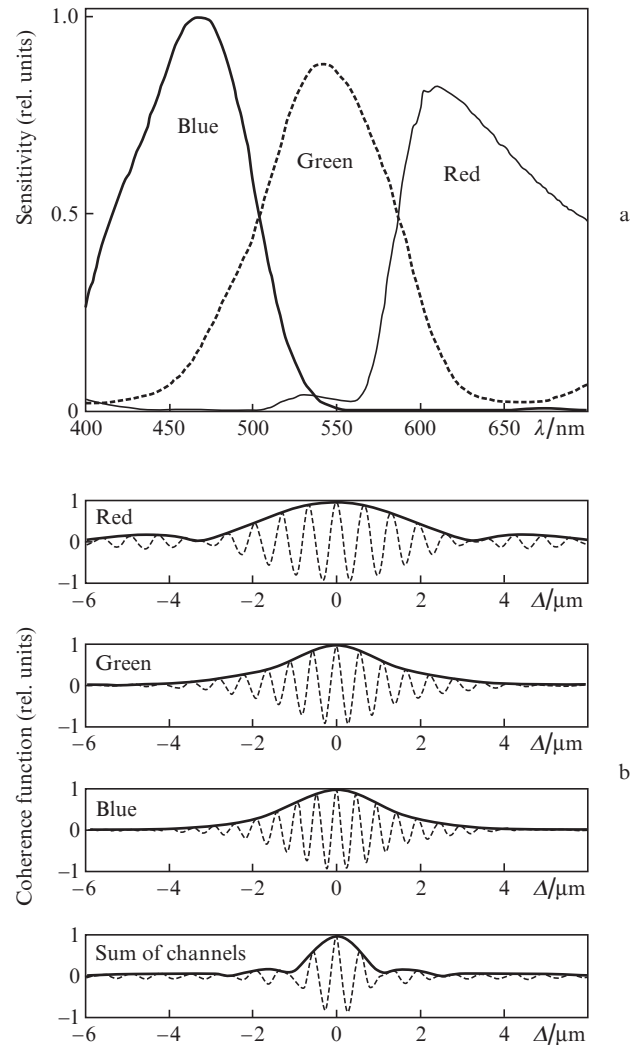 Sensitivity (rel. units)
1.0
0.5
0
Blue
Green
Red
a
400 450 500 550 600 650 λ/nm
Coherence function (rel. units)
Red
1
0
−1
−6 −4 −2 0 2 4 Δ/μm
Green
1
0
−1
−6 −4 −2 0 2 4 Δ/μm
b
Blue
1
0
−1
−6 −4 −2 0 2 4 Δ/μm
Sum of channels
1
0
−1
−6 −4 −2 0 2 4 Δ/μm